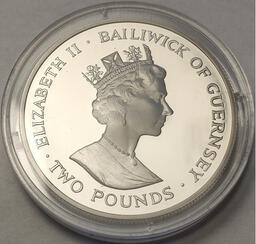 ELIZABETH II · BAILIWICK OF GUERNSEY ·
TWO POUNDS ·